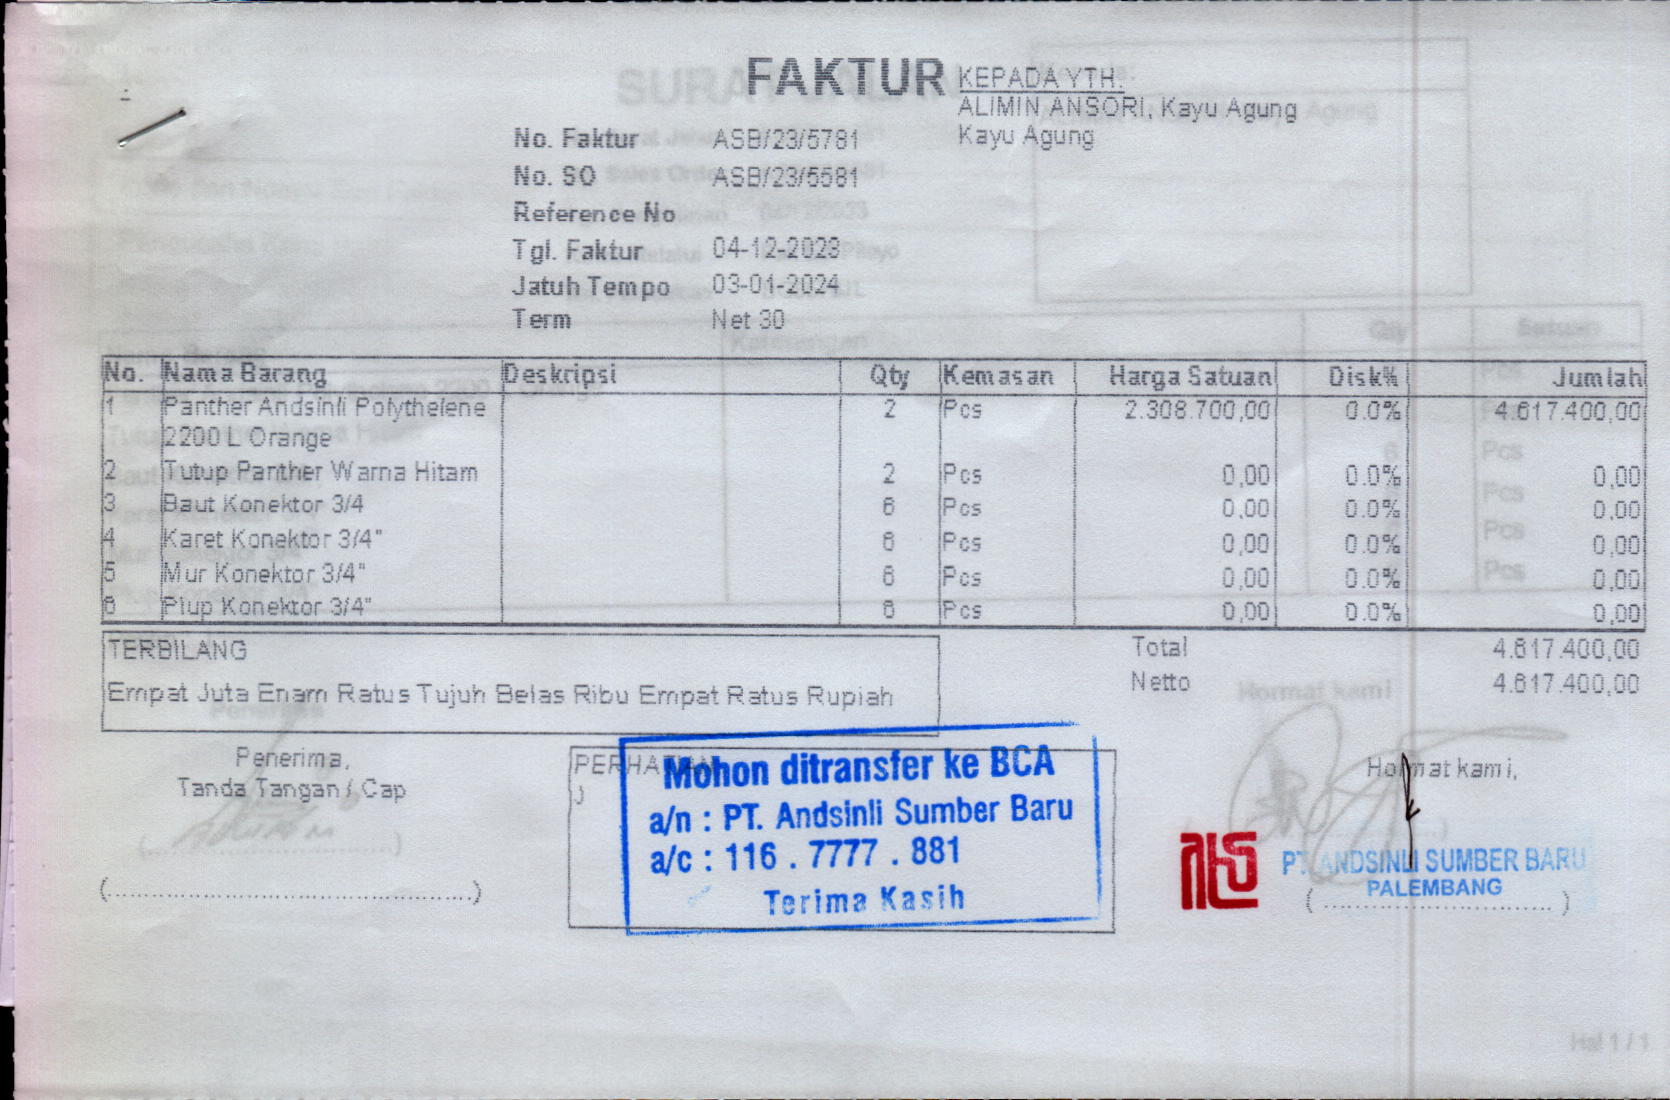 FAKTUR
KEPADA YTH.
ALIMIN ANSORI, Kayu Agung
Kayu Agung
No. Faktur ASB/23/5781
No. SO ASB/23/5581
Reference No
Tgl. Faktur 04-12-2023
Jatuh Tempo 03-01-2024
Term Net 30
No. Nama Barang Deskripsi Qty Kemasan Harga Satuan Disk% Jumlah
1 Panther Andsinli Polythelene 2 Pcs 2.308.700,00 0.0% 4.617.400,00
2200 L Orange
2 Tutup Panther Warna Hitam 2 Pcs 0,00 0.0% 0,00
3 Baut Konektor 3/4 6 Pcs 0,00 0.0% 0,00
4 Karet Konektor 3/4" 6 Pcs 0,00 0.0% 0,00
5 Mur Konektor 3/4" 6 Pcs 0,00 0.0% 0,00
6 Plup Konektor 3/4" 6 Pcs 0,00 0.0% 0,00
TERBILANG
Empat Juta Enam Ratus Tujuh Belas Ribu Empat Ratus Rupiah
Total 4.617.400,00
Netto 4.617.400,00
Penerima,
Tanda Tangan / Cap
Mohon ditransfer ke BCA
a/n : PT. Andsinli Sumber Baru
a/c : 116 . 7777 . 881
Terima Kasih
Hormat kami,
PT. ANDSINLI SUMBER BARU
PALEMBANG
Hal 1 / 1